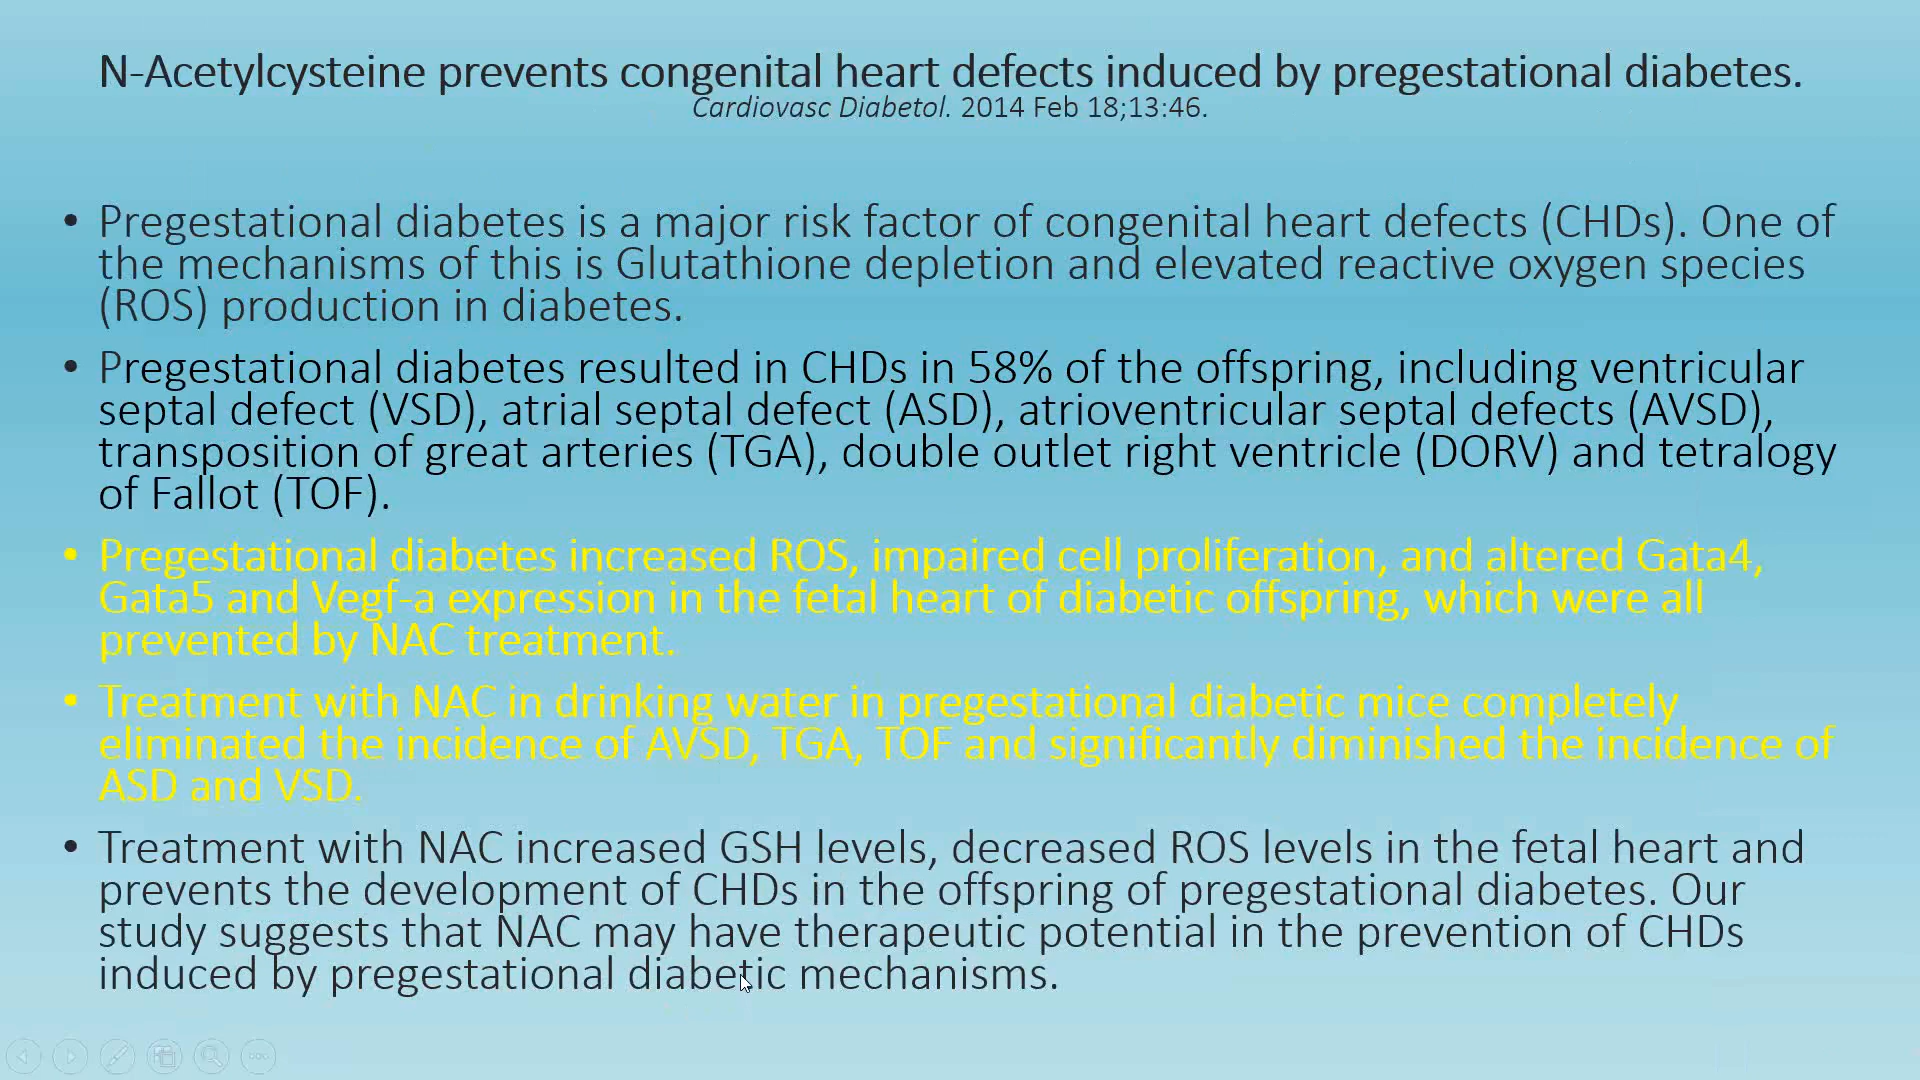 N-Acetylcysteine prevents congenital heart defects induced by pregestational diabetes.
Cardiovasc Diabetol. 2014 Feb 18;13:46.
• Pregestational diabetes is a major risk factor of congenital heart defects (CHDs). One of
the mechanisms of this is Glutathione depletion and elevated reactive oxygen species
(ROS) production in diabetes.
• Pregestational diabetes resulted in CHDs in 58% of the offspring, including ventricular
septal defect (VSD), atrial septal defect (ASD), atrioventricular septal defects (AVSD),
transposition of great arteries (TGA), double outlet right ventricle (DORV) and tetralogy
of Fallot (TOF).
• Pregestational diabetes increased ROS, impaired cell proliferation, and altered Gata4,
Gata5 and Vegf-a expression in the fetal heart of diabetic offspring, which were all
prevented by NAC treatment.
• Treatment with NAC in drinking water in pregestational diabetic mice completely
eliminated the incidence of AVSD, TGA, TOF and significantly diminished the incidence of
ASD and VSD.
• Treatment with NAC increased GSH levels, decreased ROS levels in the fetal heart and
prevents the development of CHDs in the offspring of pregestational diabetes. Our
study suggests that NAC may have therapeutic potential in the prevention of CHDs
induced by pregestational diabetic mechanisms.